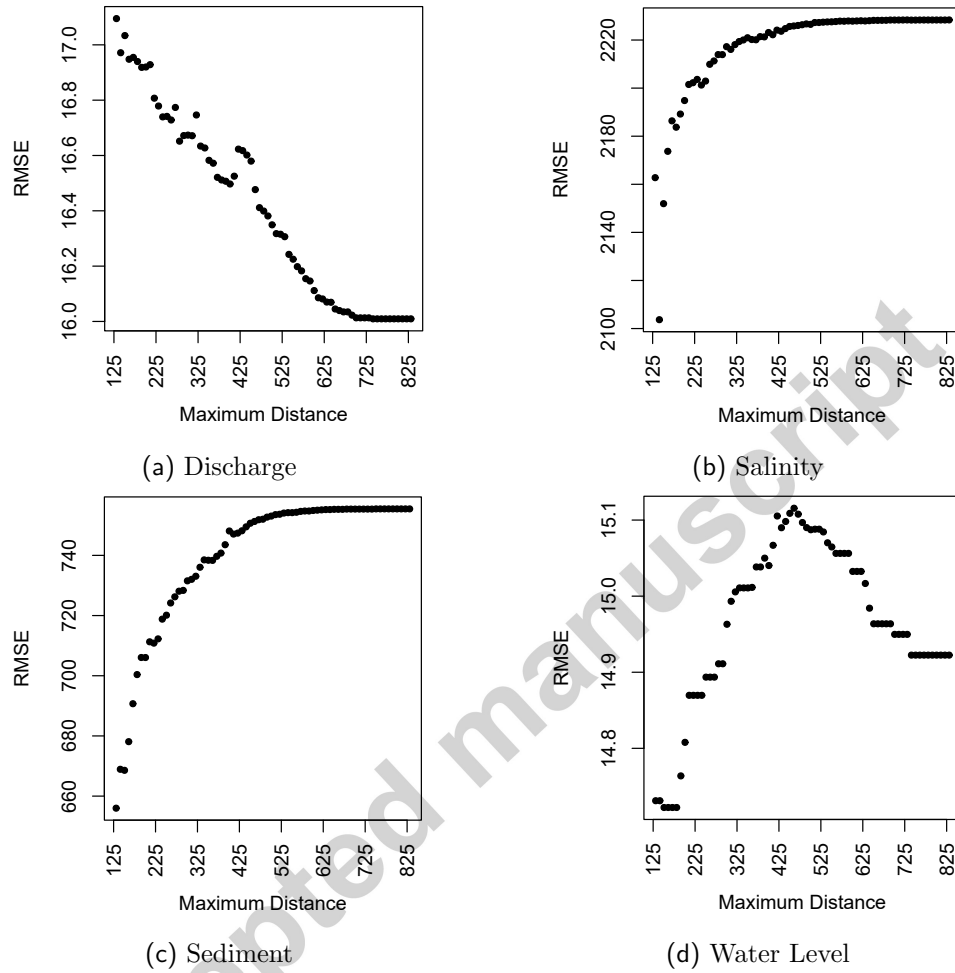 17.0
16.8
16.6
16.4
16.2
16.0
RMSE
125 225 325 425 525 625 725 825
Maximum Distance
(a) Discharge
2220
2180
2140
2100
RMSE
125 225 325 425 525 625 725 825
Maximum Distance
(b) Salinity
740
720
700
680
660
RMSE
125 225 325 425 525 625 725 825
Maximum Distance
(c) Sediment
15.1
15.0
14.9
14.8
RMSE
125 225 325 425 525 625 725 825
Maximum Distance
(d) Water Level
pted manuscript